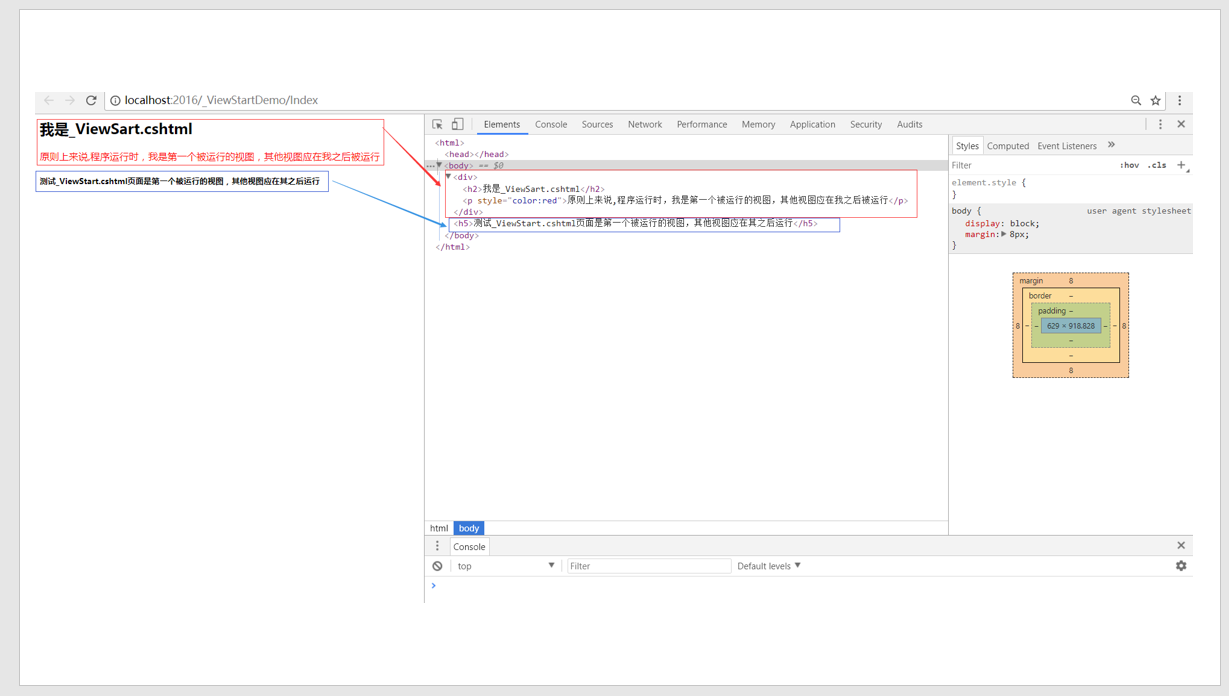 localhost:2016/_ViewStartDemo/Index
我是_ViewSart.cshtml
原则上来说,程序运行时，我是第一个被运行的视图，其他视图应在我之后被运行
测试_ViewStart.cshtml页面是第一个被运行的视图，其他视图应在其之后运行
Elements Console Sources Network Performance Memory Application Security Audits
<html>
<head></head>
<body> == $0
<div>
<h2>我是_ViewSart.cshtml</h2>
<p style="color:red">原则上来说,程序运行时，我是第一个被运行的视图，其他视图应在我之后被运行</p>
</div>
<h5>测试_ViewStart.cshtml页面是第一个被运行的视图，其他视图应在其之后运行</h5>
</body>
</html>
html body
Styles Computed Event Listeners »
Filter :hov .cls +
element.style {
}
body { user agent stylesheet
display: block;
margin:▶ 8px;
}
margin 8
border –
padding –
8 – – 629 × 918.828 – – 8
–
–
8
Console
top Filter Default levels